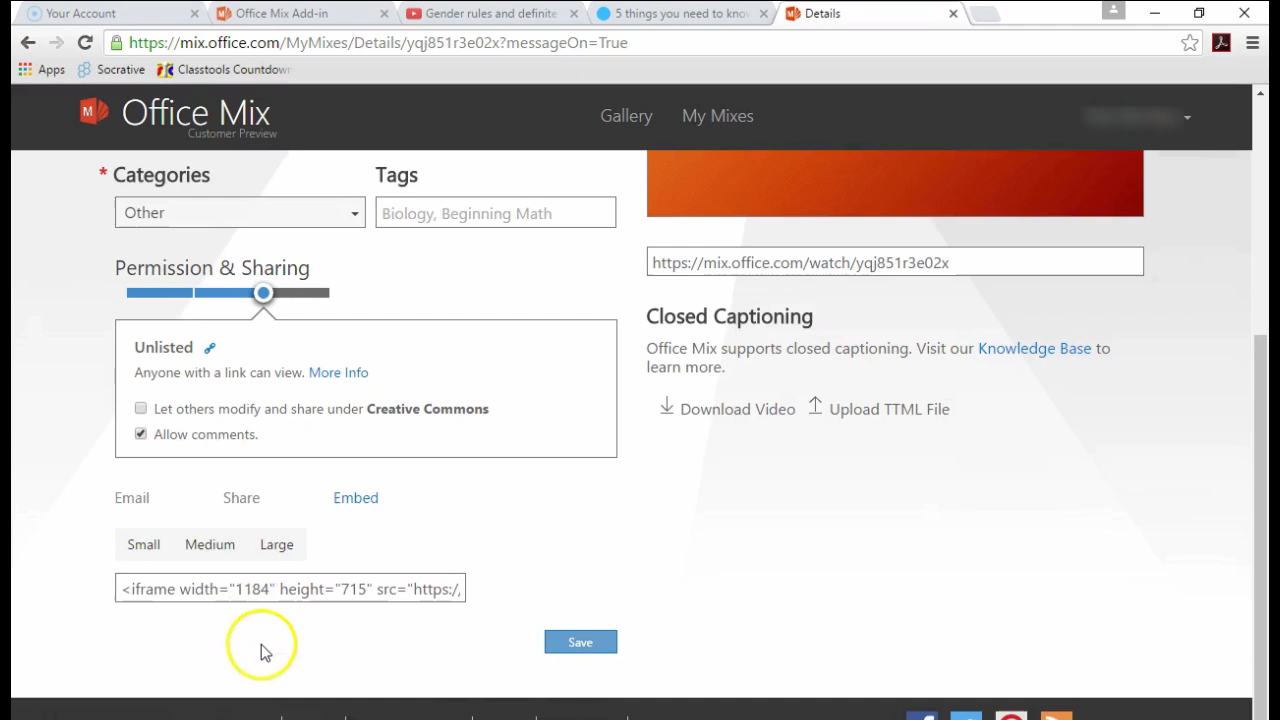 Your Account
Office Mix Add-in
Gender rules and definite
5 things you need to know
Details
https://mix.office.com/MyMixes/Details/yqj851r3e02x?messageOn=True
Apps
Socrative
Classtools Countdown
M
Office Mix
Customer Preview
Gallery
My Mixes
* Categories
Tags
Other
Biology, Beginning Math
Permission & Sharing
https://mix.office.com/watch/yqj851r3e02x
Closed Captioning
Office Mix supports closed captioning. Visit our Knowledge Base to
learn more.
Download Video
Upload TTML File
Unlisted
Anyone with a link can view. More Info
Let others modify and share under Creative Commons
Allow comments.
Email
Share
Embed
Small
Medium
Large
<iframe width="1184" height="715" src="https:/
Save